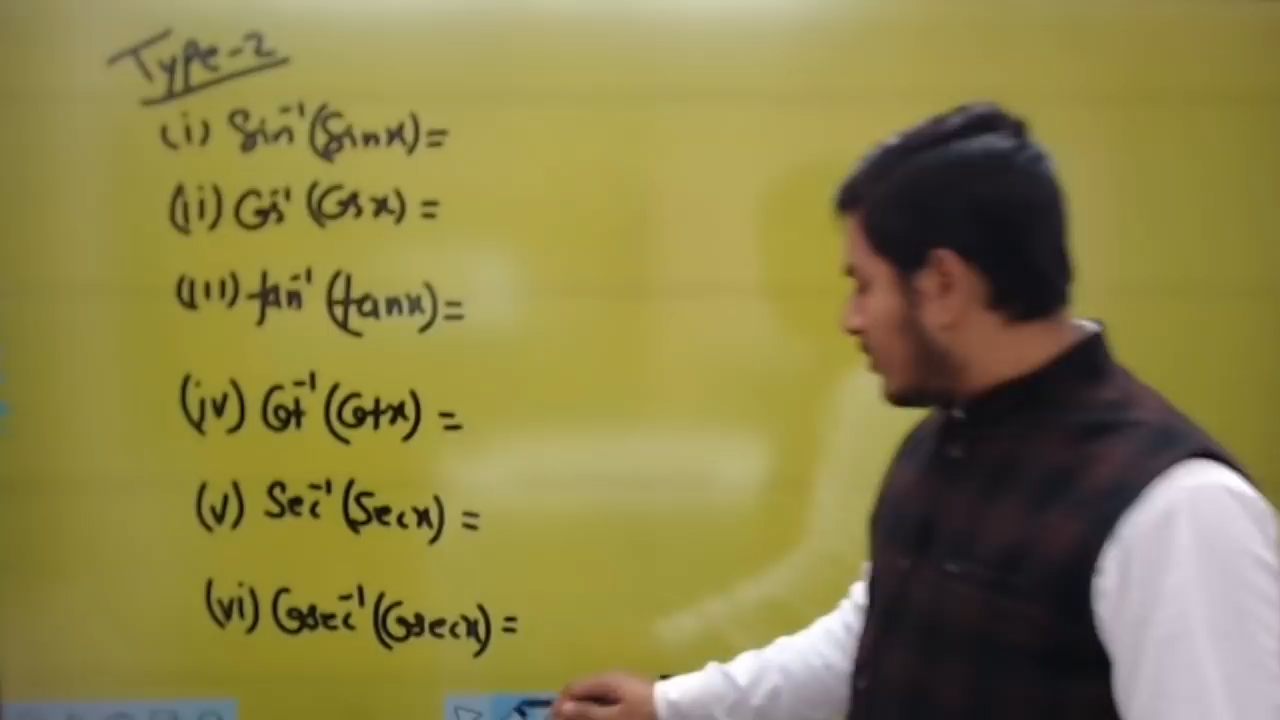 Type-2
(i) Sin⁻¹(Sinx)=
(ii) Cos⁻¹(Cosx)=
(iii) tan⁻¹(tanx)=
(iv) Cot⁻¹(Cotx)=
(v) Sec⁻¹(Secx)=
(vi) Cosec⁻¹(Cosecx)=